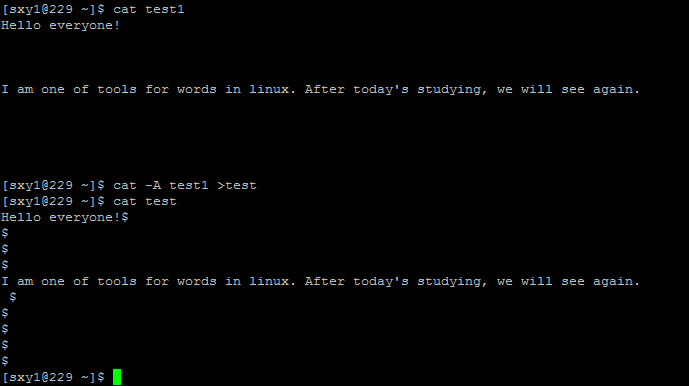 [sxy1@229 ~]$ cat test1
Hello everyone!
I am one of tools for words in linux. After today's studying, we will see again.
[sxy1@229 ~]$ cat -A test1 >test
[sxy1@229 ~]$ cat test
Hello everyone!$
$
$
$
I am one of tools for words in linux. After today's studying, we will see again.
 $
$
$
$
$
[sxy1@229 ~]$